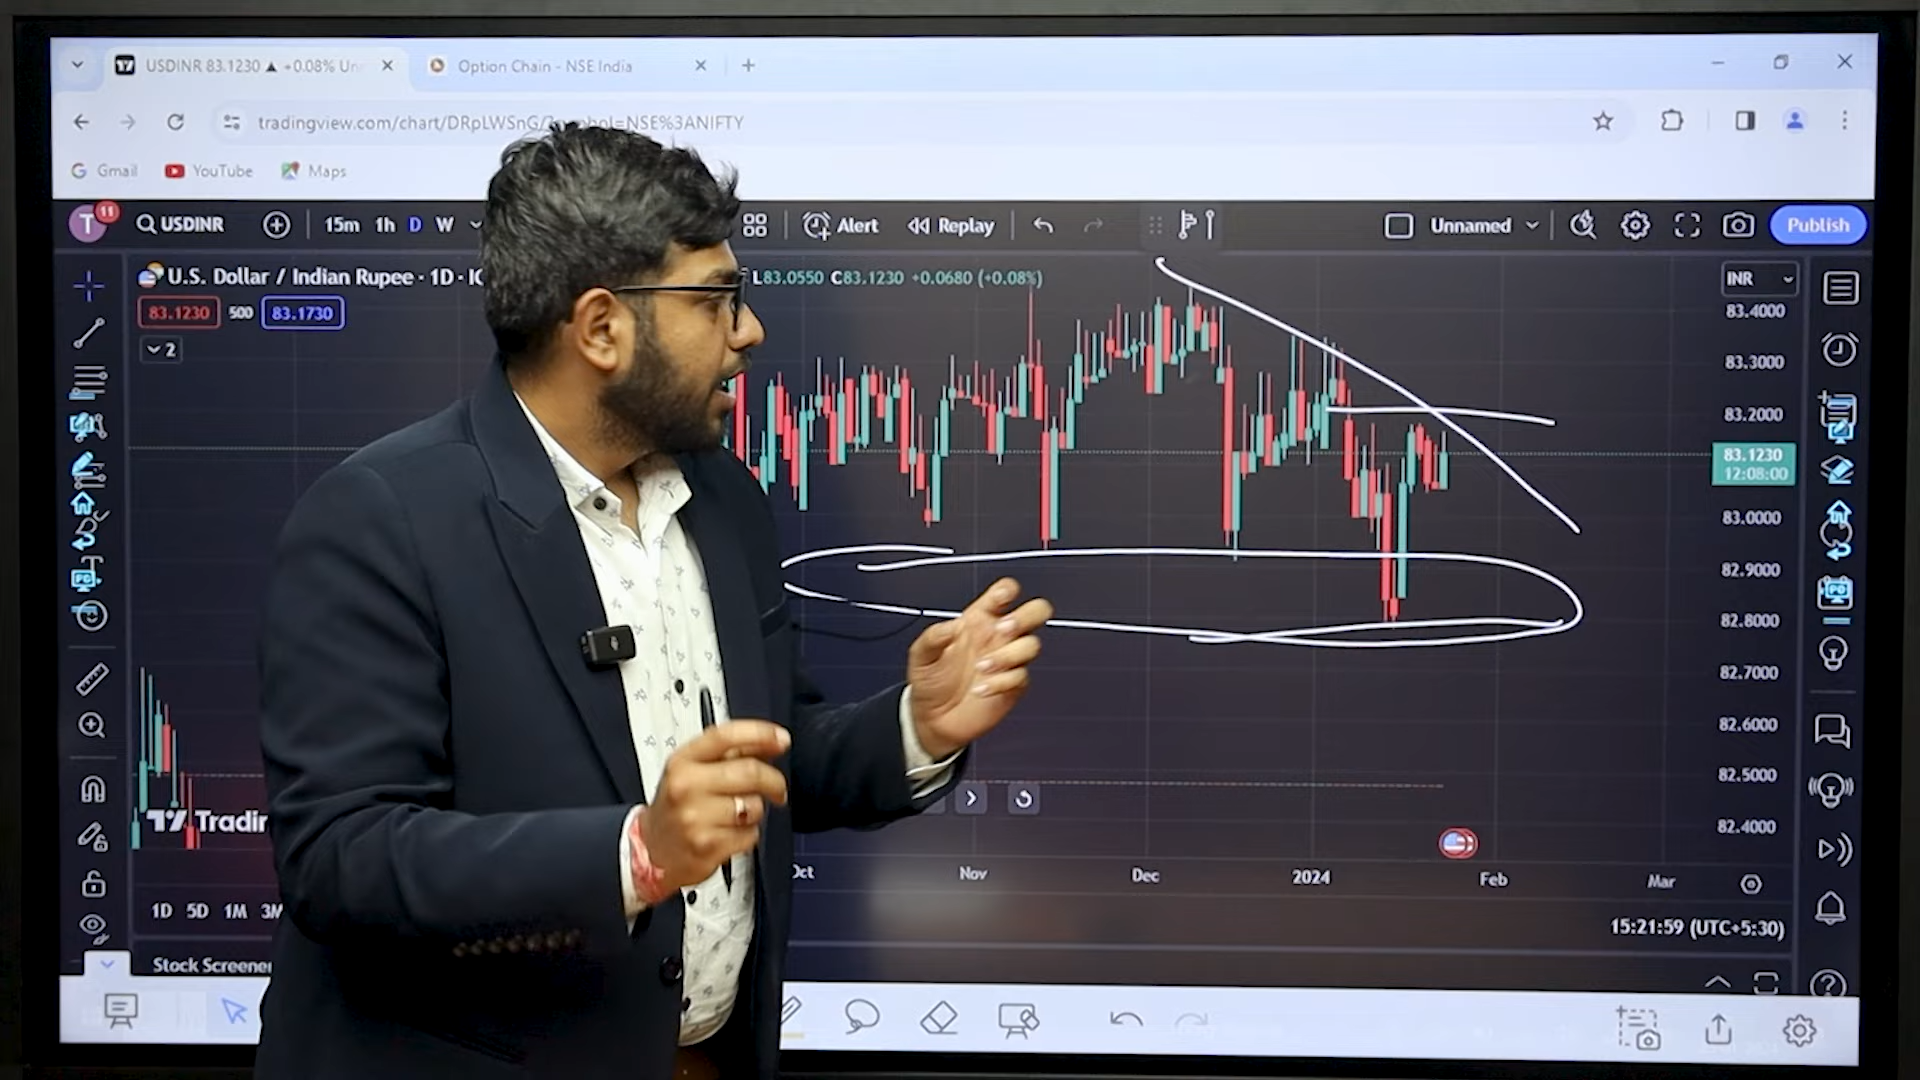 USDINR 83.1230 ▲ +0.08% Un
Option Chain - NSE India
tradingview.com/chart/DRpLWSnG/?symbol=NSE%3ANIFTY
Gmail YouTube Maps
T 11 USDINR 15m 1h D W Alert Replay Unnamed Publish
U.S. Dollar / Indian Rupee · 1D · IC L83.0550 C83.1230 +0.0680 (+0.08%) INR
83.1230 500 83.1730 83.4000
2
83.3000
83.2000
83.1230
12:08:00
83.0000
82.9000
82.8000
82.7000
82.6000
82.5000
82.4000
Tradin
Oct Nov Dec 2024 Feb Mar
1D 5D 1M 3M 15:21:59 (UTC+5:30)
Stock Screener